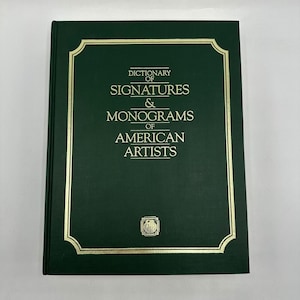 DICTIONARY
OF
SIGNATURES
&
MONOGRAMS
OF
AMERICAN
ARTISTS